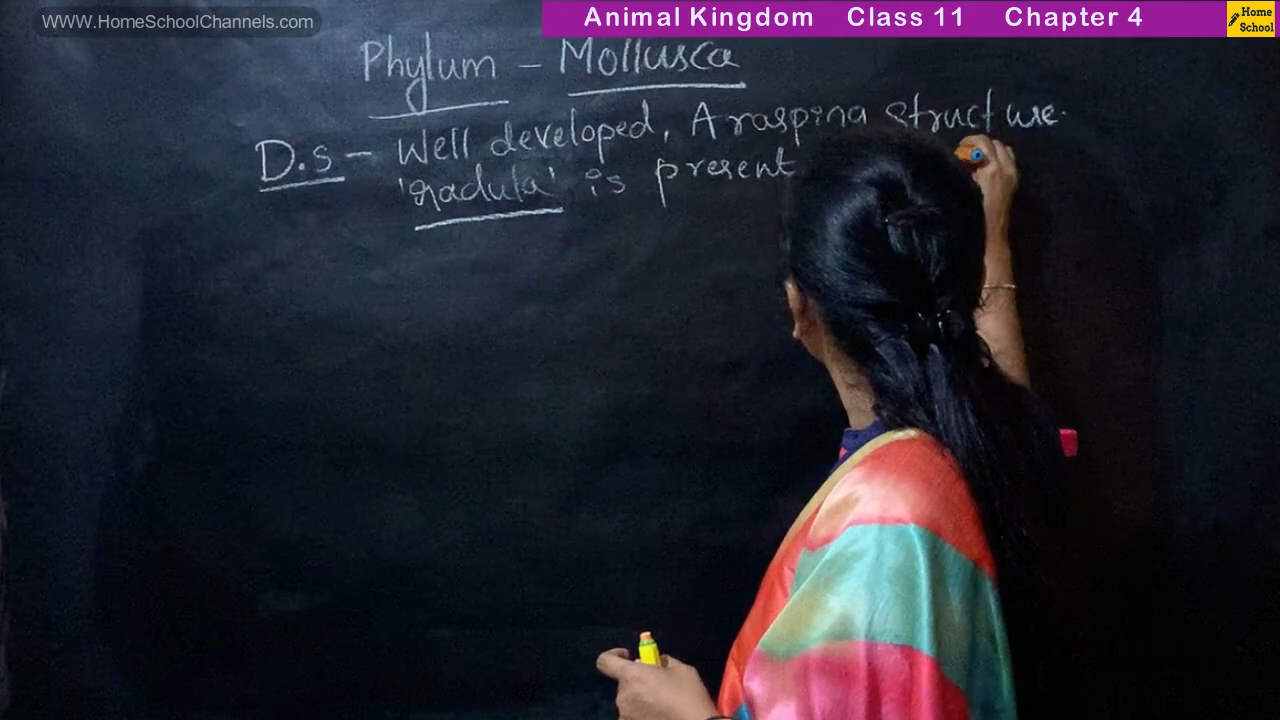 WWW.HomeSchoolChannels.com
Animal Kingdom Class 11 Chapter 4
Home
School
Phylum - Mollusca
D.s - Well developed, A raspina structure.
'radula' is present